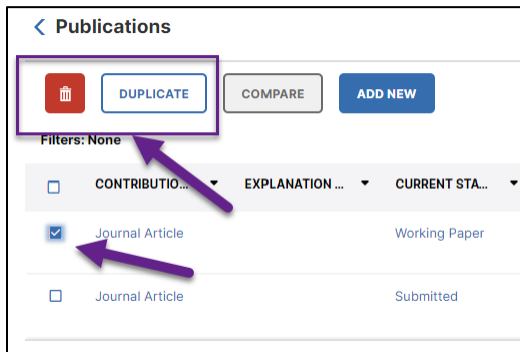 Publications
DUPLICATE COMPARE ADD NEW
Filters: None
CONTRIBUTIO... EXPLANATION ... CURRENT STA...
Journal Article Working Paper
Journal Article Submitted